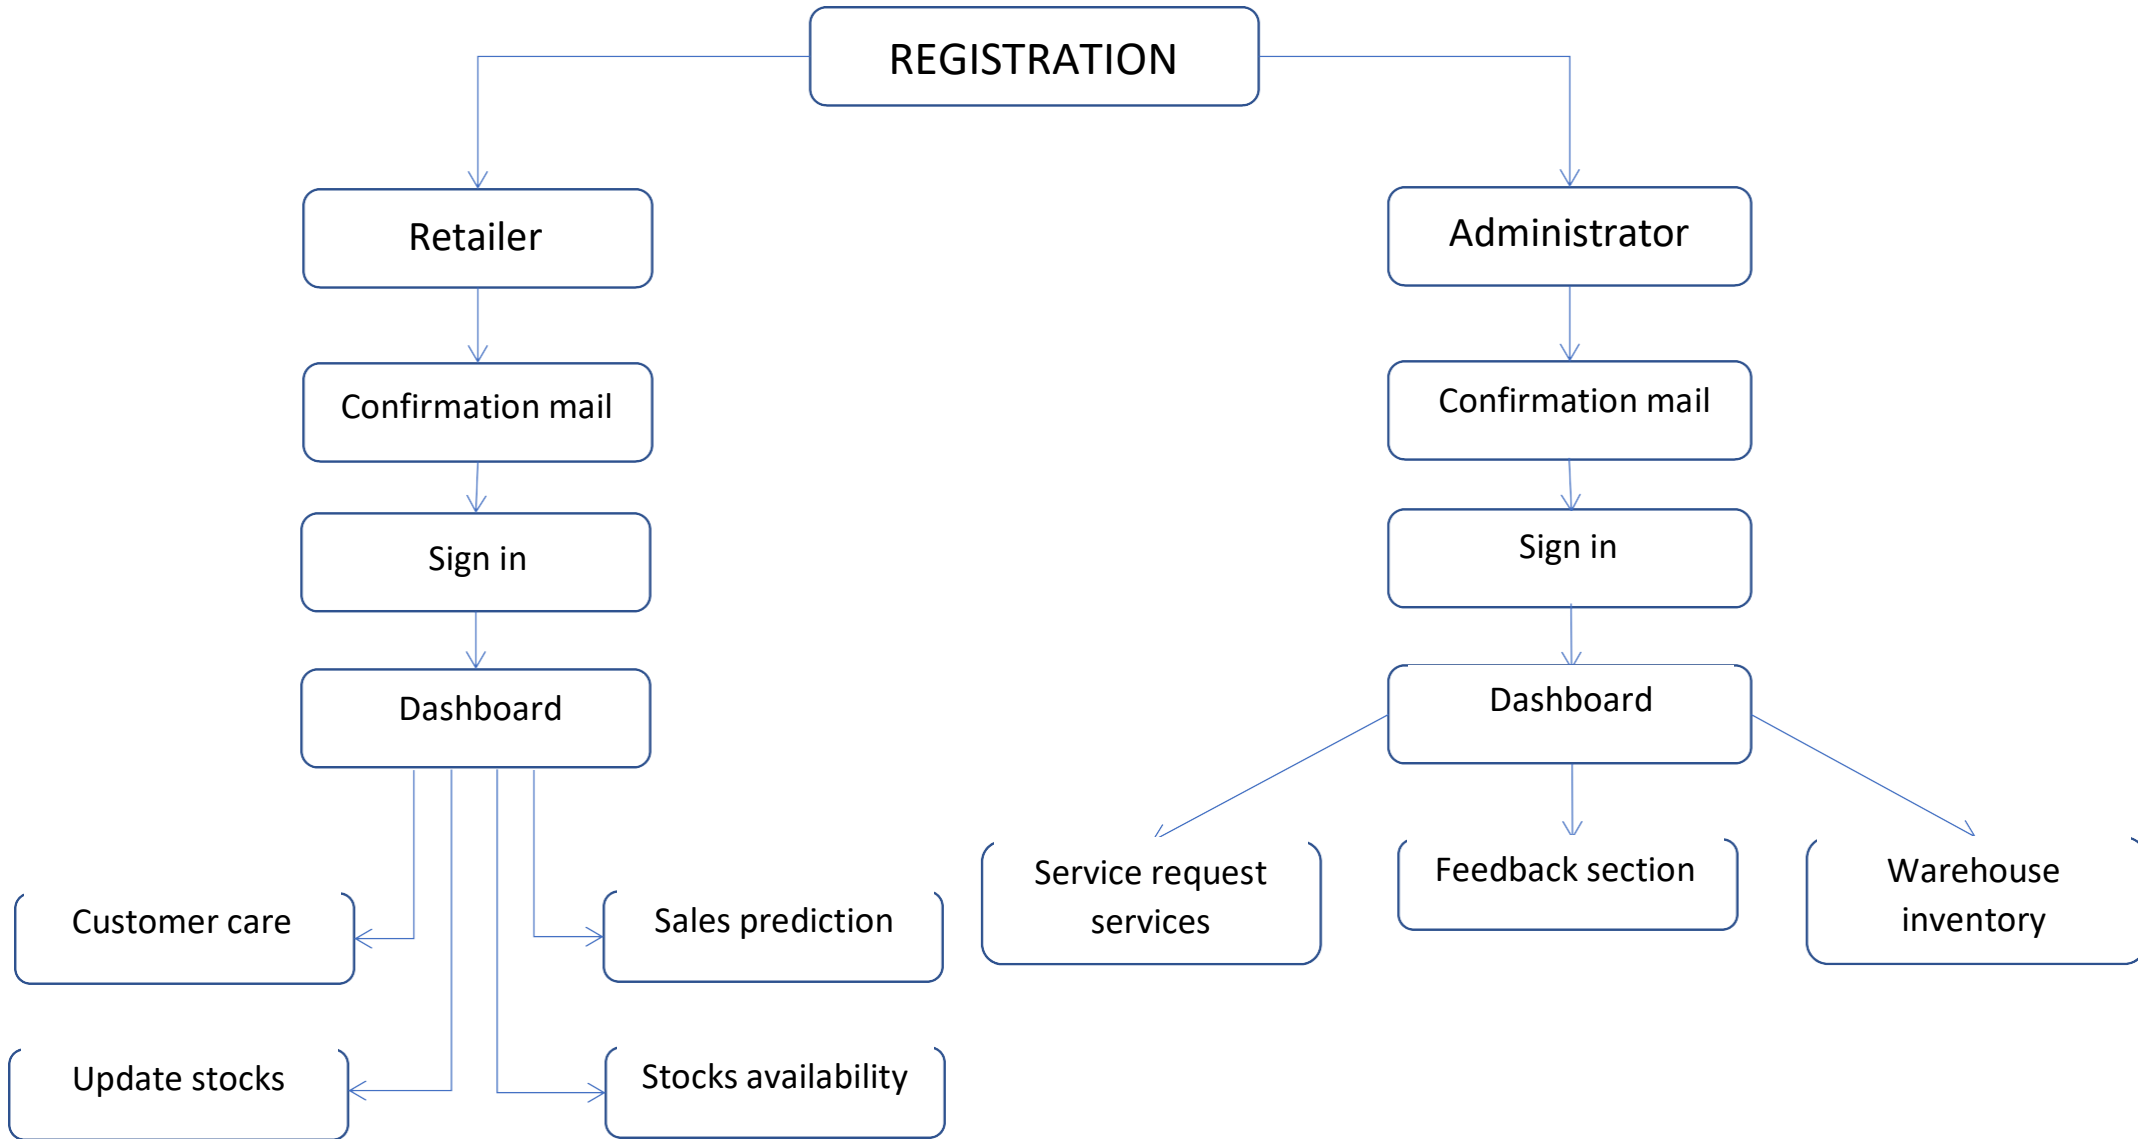 REGISTRATION
Retailer
Administrator
Confirmation mail
Confirmation mail
Sign in
Sign in
Dashboard
Dashboard
Customer care
Sales prediction
Service request
services
Feedback section
Warehouse
inventory
Update stocks
Stocks availability